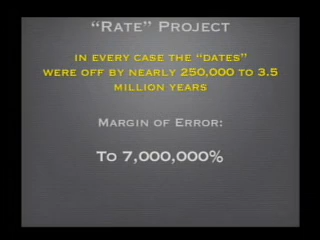 “Rate” Project
in every case the “dates”
were off by nearly 250,000 to 3.5
million years
Margin of Error:
To 7,000,000%